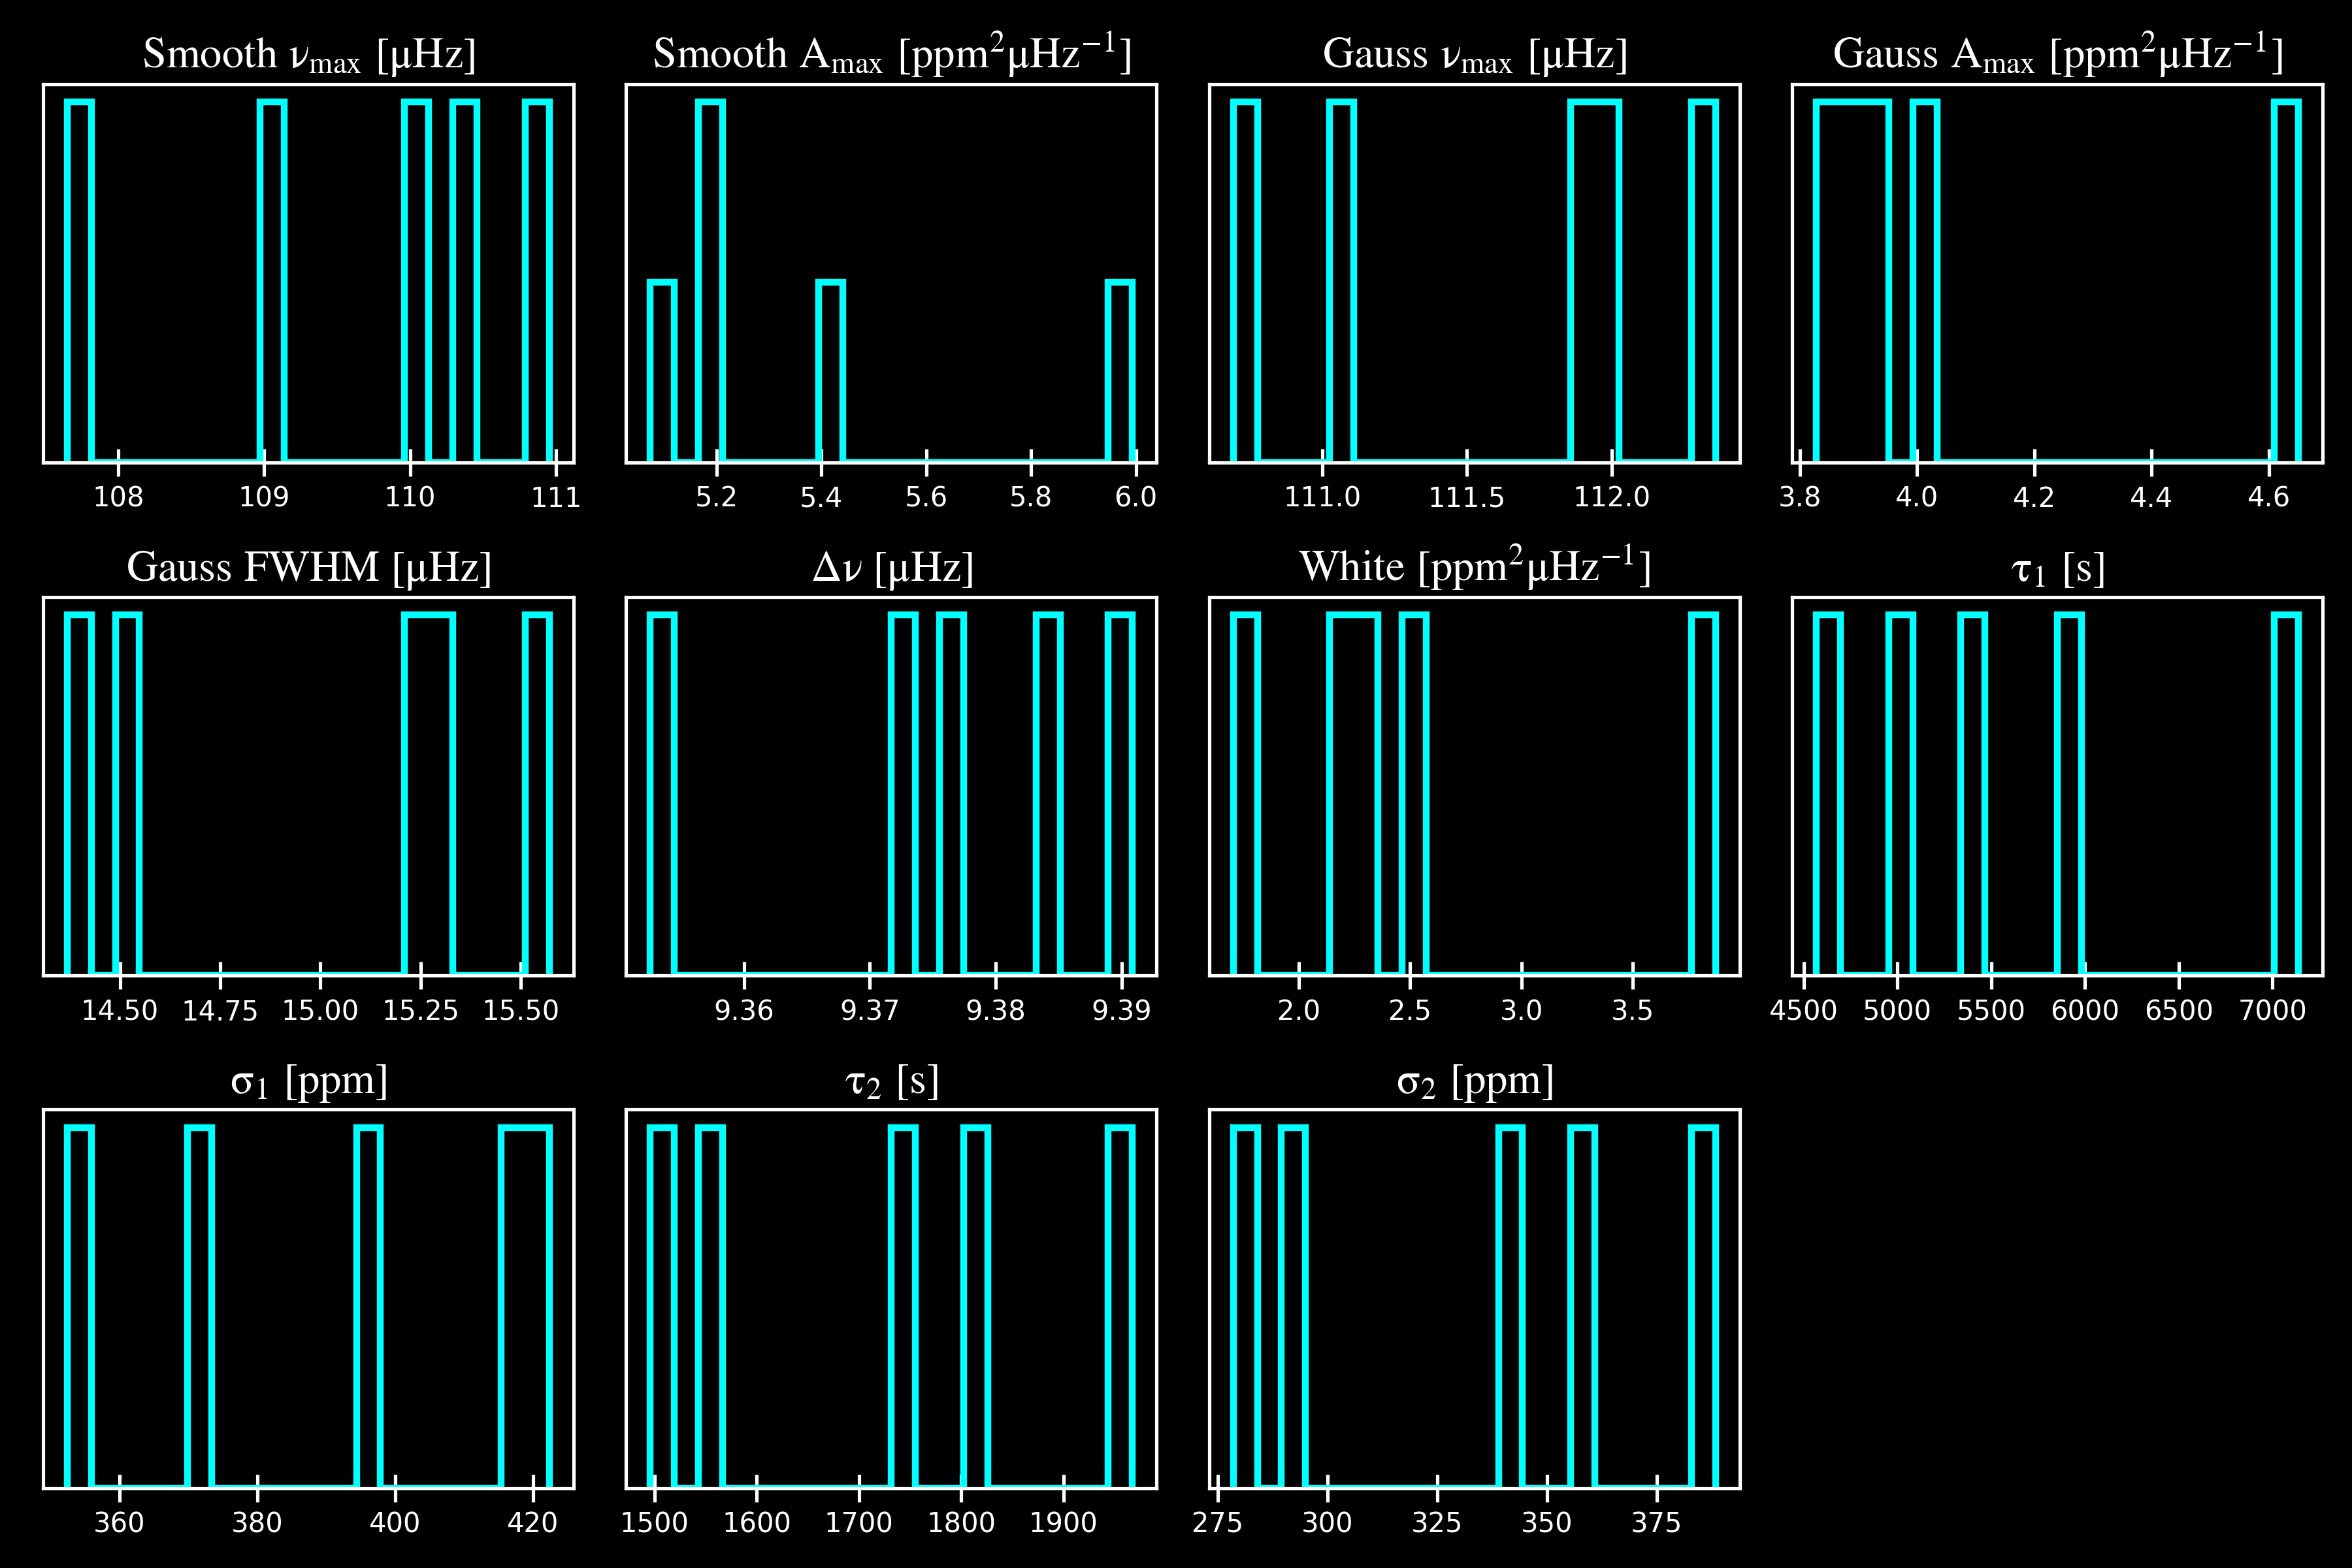 Smooth ν_max [μHz]
Smooth A_max [ppm²μHz⁻¹]
Gauss ν_max [μHz]
Gauss A_max [ppm²μHz⁻¹]
108 109 110 111
5.2 5.4 5.6 5.8 6.0
111.0 111.5 112.0
3.8 4.0 4.2 4.4 4.6
Gauss FWHM [μHz]
Δν [μHz]
White [ppm²μHz⁻¹]
τ₁ [s]
14.50 14.75 15.00 15.25 15.50
9.36 9.37 9.38 9.39
2.0 2.5 3.0 3.5
4500 5000 5500 6000 6500 7000
σ₁ [ppm]
τ₂ [s]
σ₂ [ppm]
360 380 400 420
1500 1600 1700 1800 1900
275 300 325 350 375